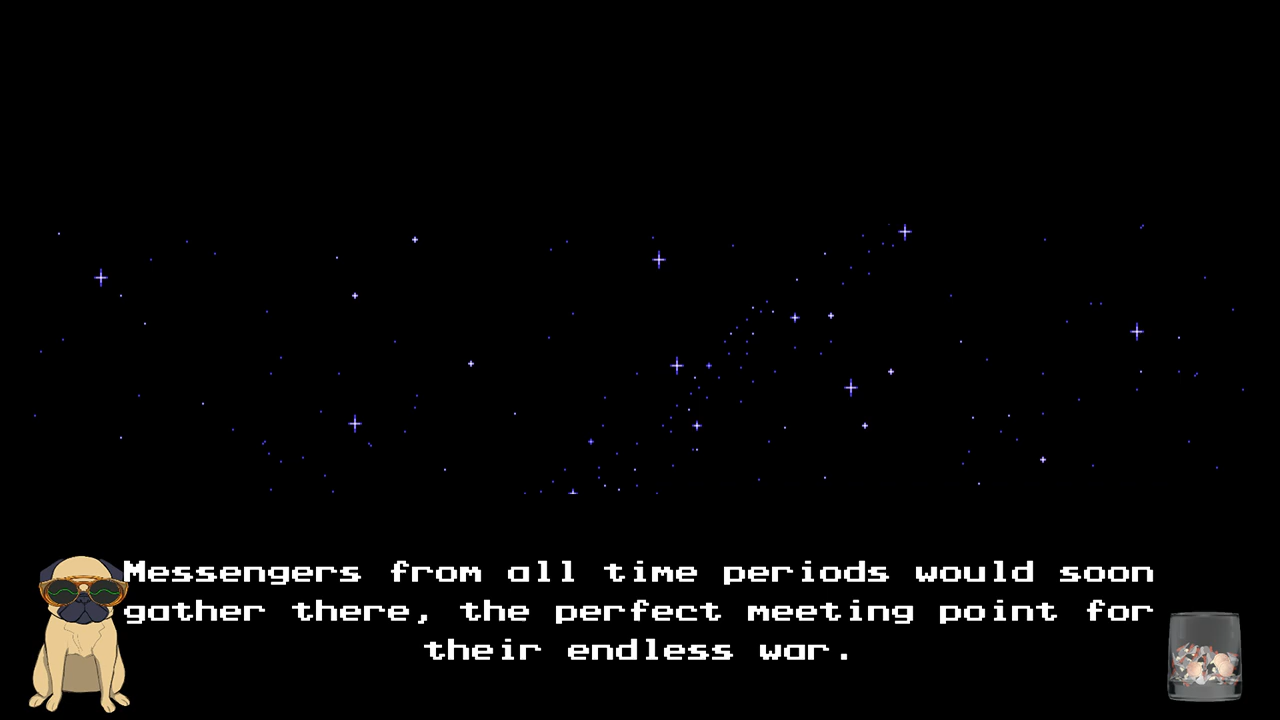 Messengers from all time periods would soon
gather there, the perfect meeting point for
their endless war.